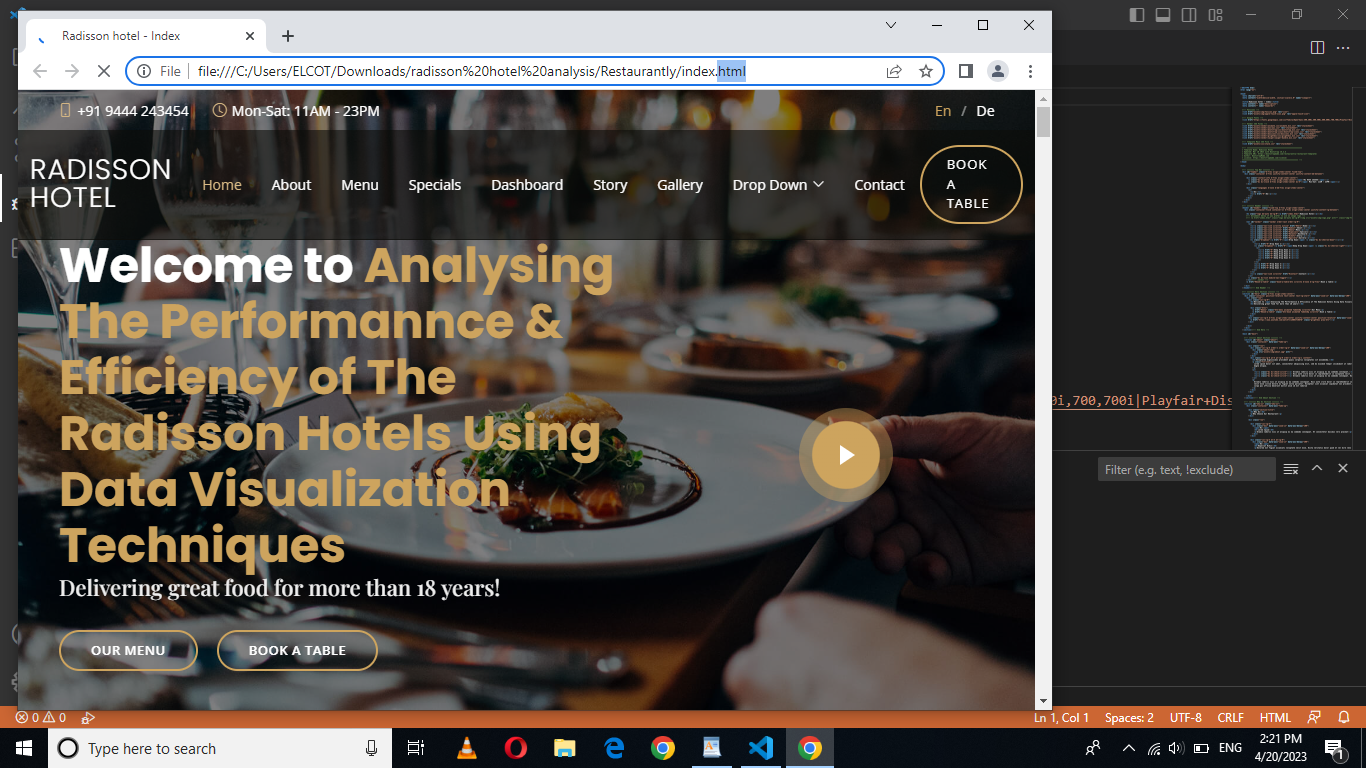 Radisson hotel - Index
File
file:///C:/Users/ELCOT/Downloads/radisson%20hotel%20analysis/Restaurantly/index.html
+91 9444 243454
Mon-Sat: 11AM - 23PM
En / De
RADISSON
HOTEL
Home
About
Menu
Specials
Dashboard
Story
Gallery
Drop Down
Contact
BOOK
A
TABLE
Welcome to Analysing
The Performannce &
Efficiency of The
Radisson Hotels Using
Data Visualization
Techniques
Delivering great food for more than 18 years!
OUR MENU
BOOK A TABLE
0i,700,700i|Playfair+Dis
Filter (e.g. text, !exclude)
0
0
Ln 1, Col 1
Spaces: 2
UTF-8
CRLF
HTML
Type here to search
ENG
2:21 PM
4/20/2023
1